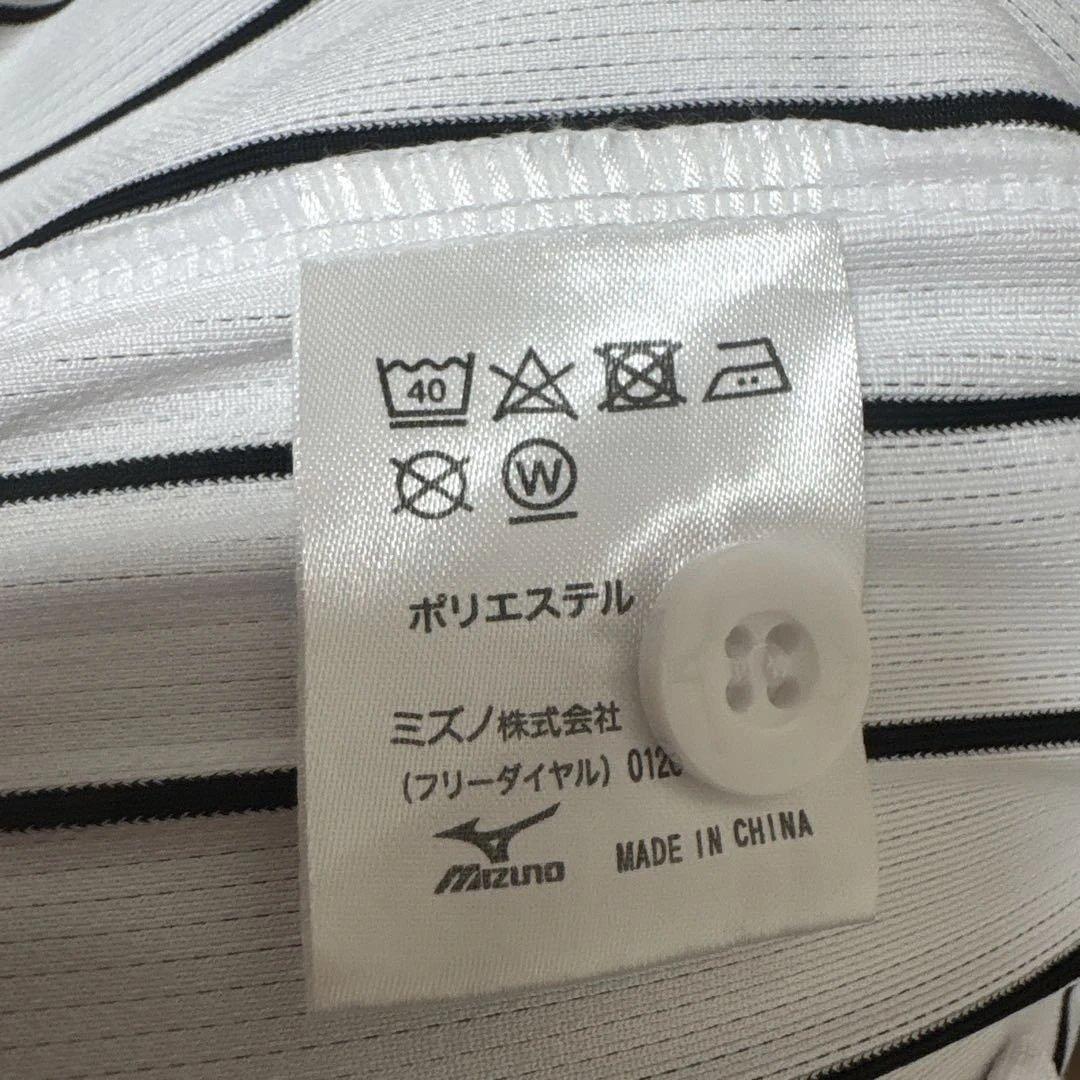 40
W
ポリエステル
ミズノ株式会社
(フリーダイヤル) 012
Mizuno
MADE IN CHINA